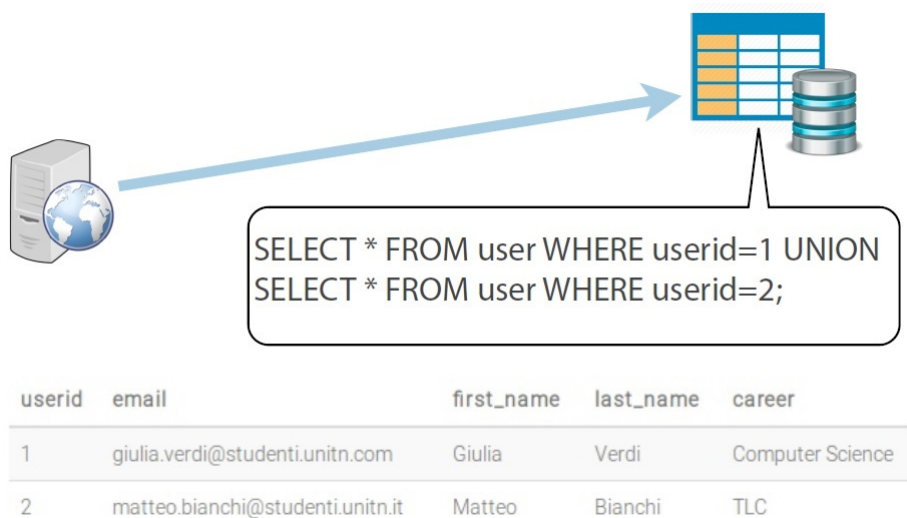 SELECT * FROM user WHERE userid=1 UNION
SELECT * FROM user WHERE userid=2;
userid email first_name last_name career
1 giulia.verdi@studenti.unitn.com Giulia Verdi Computer Science
2 matteo.bianchi@studenti.unitn.it Matteo Bianchi TLC